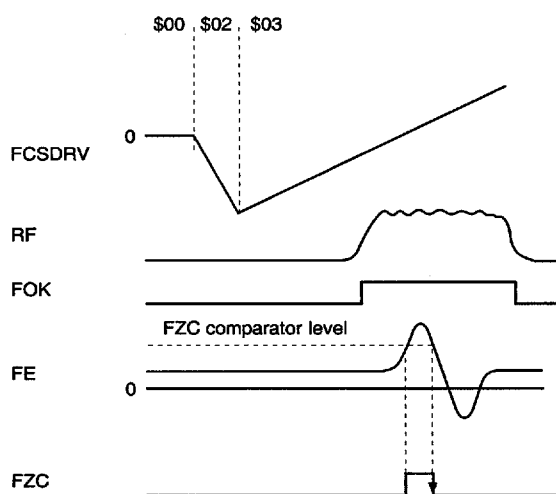 $00 $02 $03
0
FCSDRV
RF
FOK
FZC comparator level
FE
0
FZC